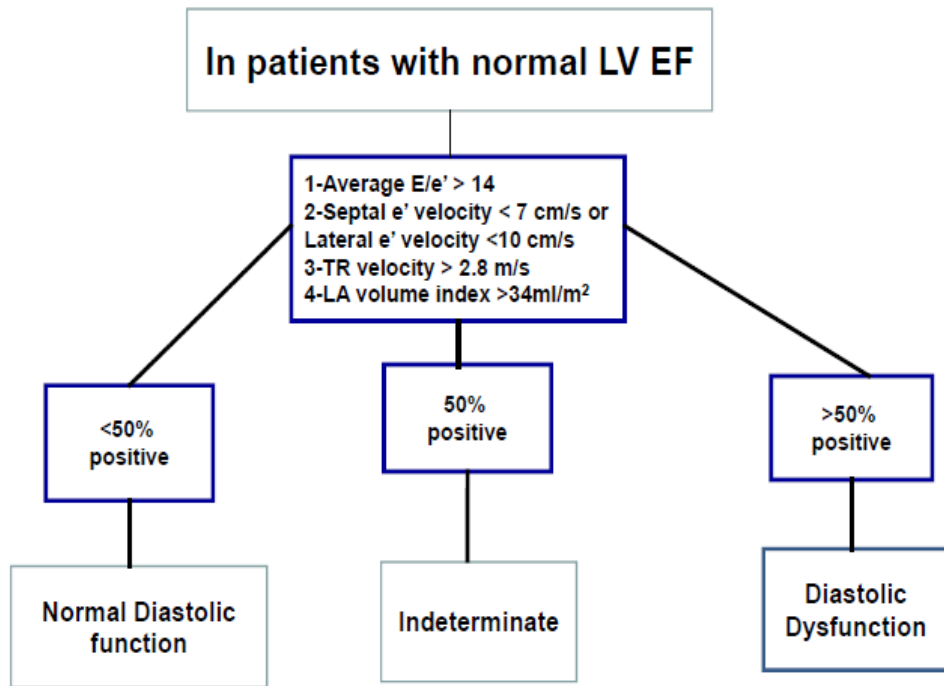 In patients with normal LV EF
1-Average E/e' > 14
2-Septal e' velocity < 7 cm/s or
Lateral e' velocity <10 cm/s
3-TR velocity > 2.8 m/s
4-LA volume index >34ml/m²
<50%
positive
50%
positive
>50%
positive
Normal Diastolic
function
Indeterminate
Diastolic
Dysfunction